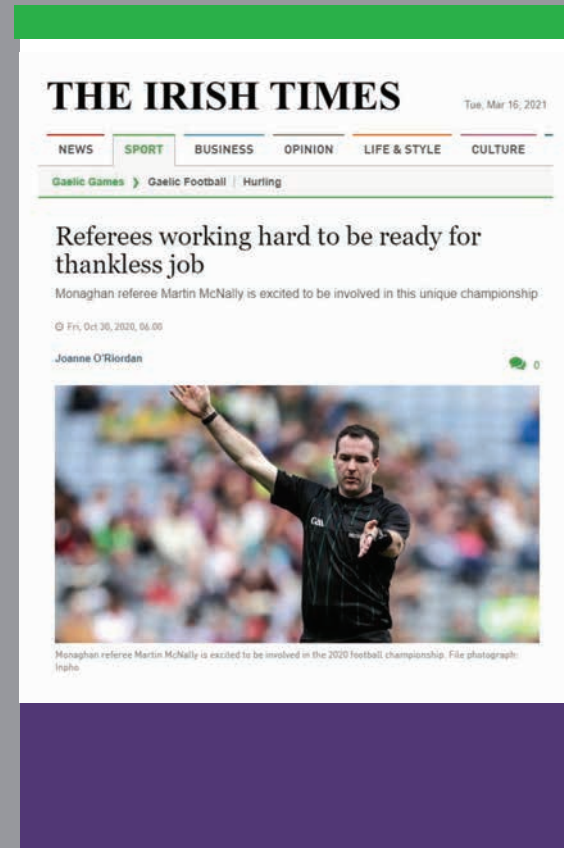 THE IRISH TIMES
Tue, Mar 16, 2021
NEWS SPORT BUSINESS OPINION LIFE & STYLE CULTURE
Gaelic Games ❯ Gaelic Football | Hurling
Referees working hard to be ready for
thankless job
Monaghan referee Martin McNally is excited to be involved in this unique championship
Fri, Oct 30, 2020, 06:00
Joanne O'Riordan
0
GAA
Monaghan referee Martin McNally is excited to be involved in the 2020 football championship. File photograph:
Inpho